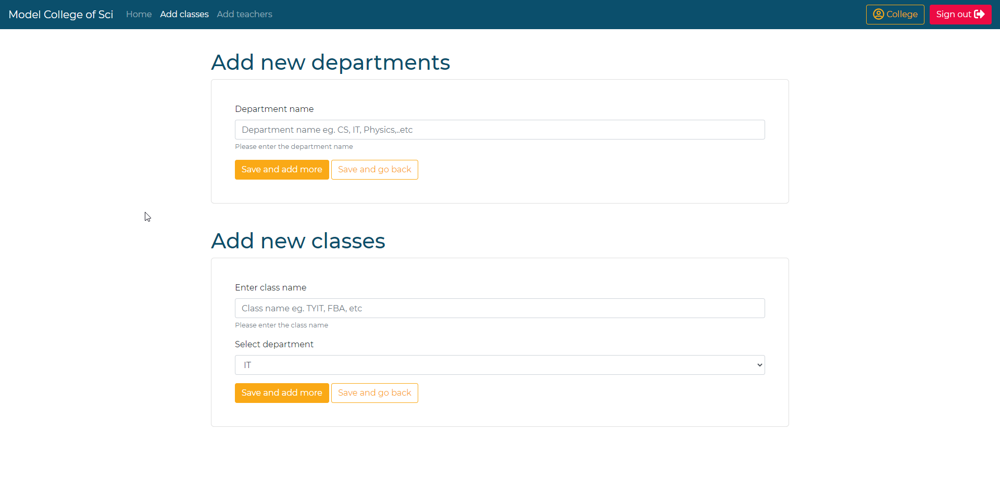 Model College of Sci Home Add classes Add teachers College Sign out
Add new departments
Department name
Department name eg. CS, IT, Physics,..etc
Please enter the department name
Save and add more Save and go back
Add new classes
Enter class name
Class name eg. TYIT, FBA, etc
Please enter the class name
Select department
IT
Save and add more Save and go back